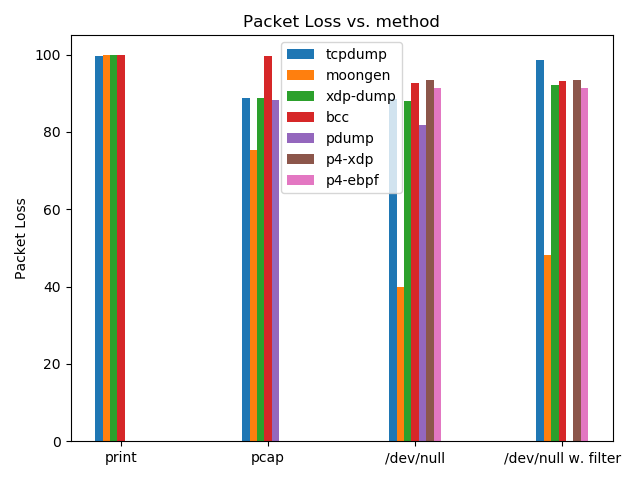 Packet Loss vs. method
tcpdump
moongen
xdp-dump
bcc
pdump
p4-xdp
p4-ebpf
Packet Loss
100
80
60
40
20
0
print pcap /dev/null /dev/null w. filter